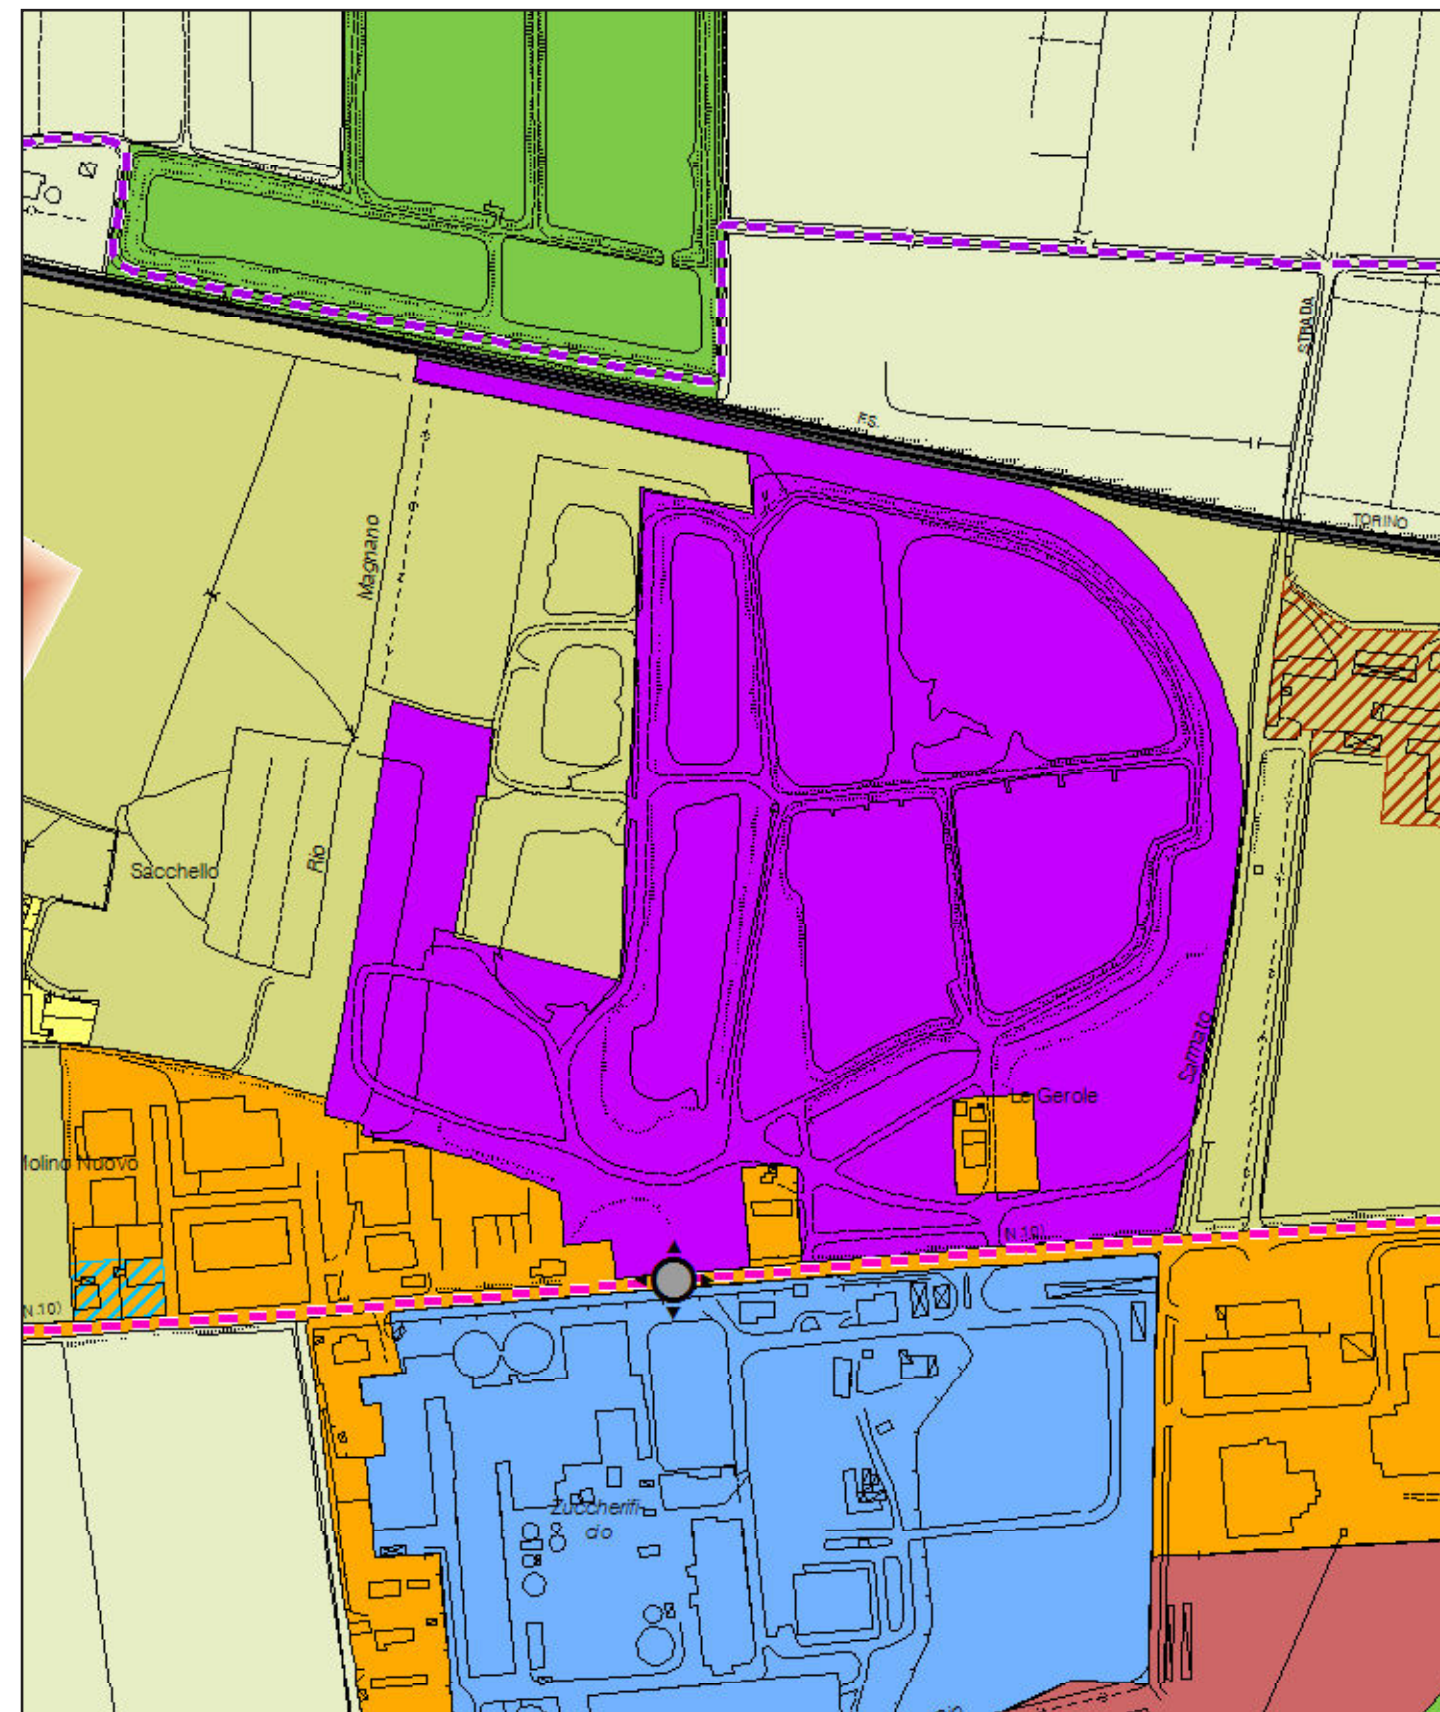 STRADA
F.S.
TORINO
Magnano
Rio
Sacchello
Sarmato
Le Gerole
Molino Nuovo
(N.10)
N.10)
Zuccherifi-
cio